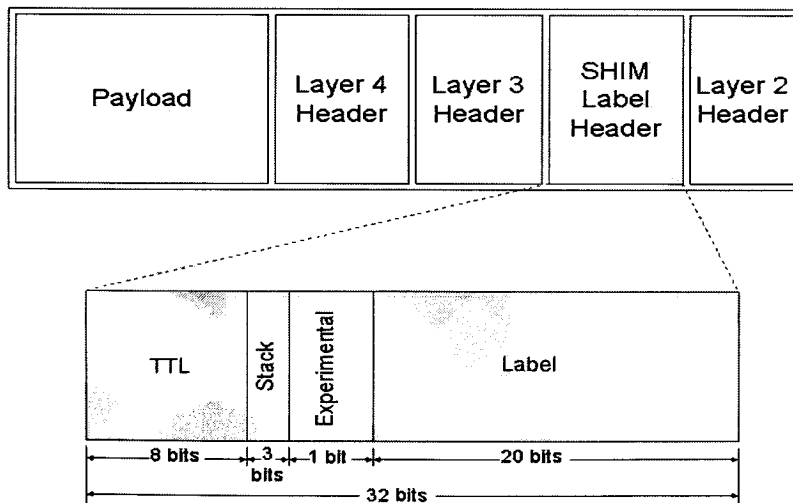 Payload
Layer 4
Header
Layer 3
Header
SHIM
Label
Header
Layer 2
Header
TTL
Stack
Experimental
Label
8 bits
3
bits
1 bit
20 bits
32 bits